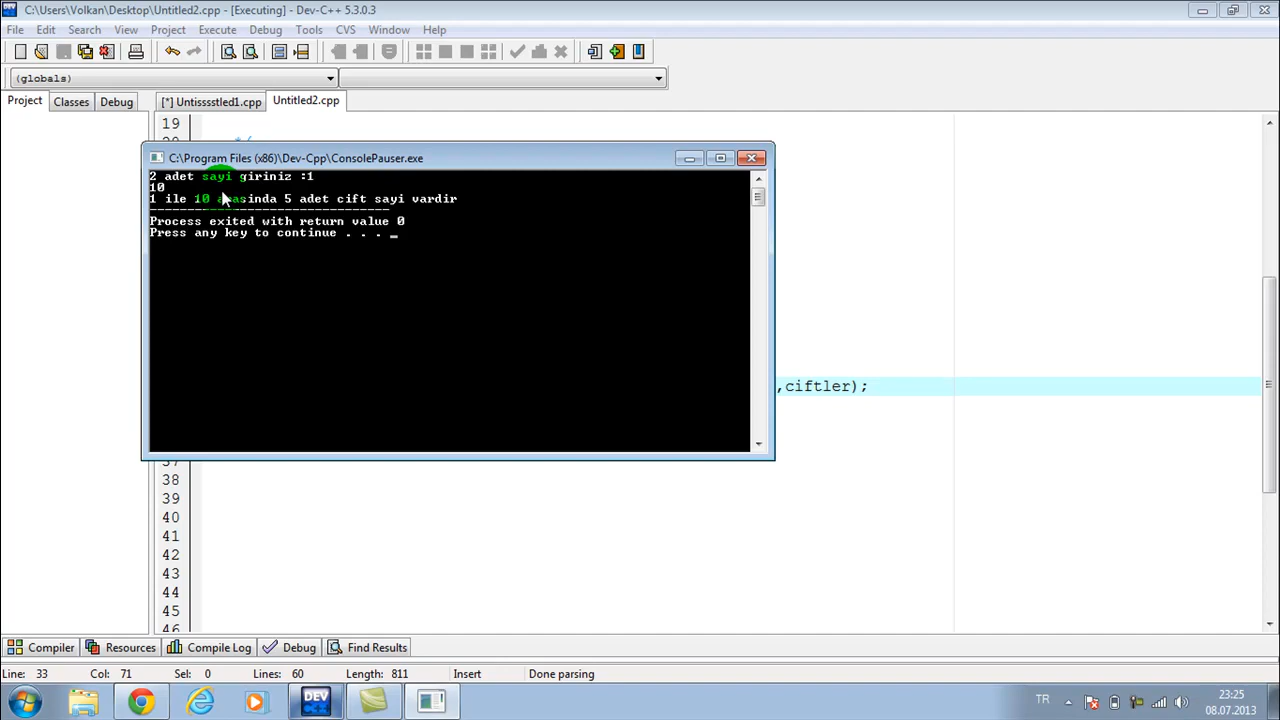 C:\Users\Volkan\Desktop\Untitled2.cpp - [Executing] - Dev-C++ 5.3.0.3
File Edit Search View Project Execute Debug Tools CVS Window Help
(globals)
Project Classes Debug [*] Untisssstled1.cpp Untitled2.cpp
19
*/
C:\Program Files (x86)\Dev-Cpp\ConsolePauser.exe
2 adet sayi giriniz :1
10
1 ile 10 arasinda 5 adet cift sayi vardir
--------------------------------
Process exited with return value 0
Press any key to continue . . . _
,ciftler);
37
38
39
40
41
42
43
44
45
46
Compiler Resources Compile Log Debug Find Results
Line: 33 Col: 71 Sel: 0 Lines: 60 Length: 811 Insert Done parsing
DEV
TR
23:25
08.07.2013